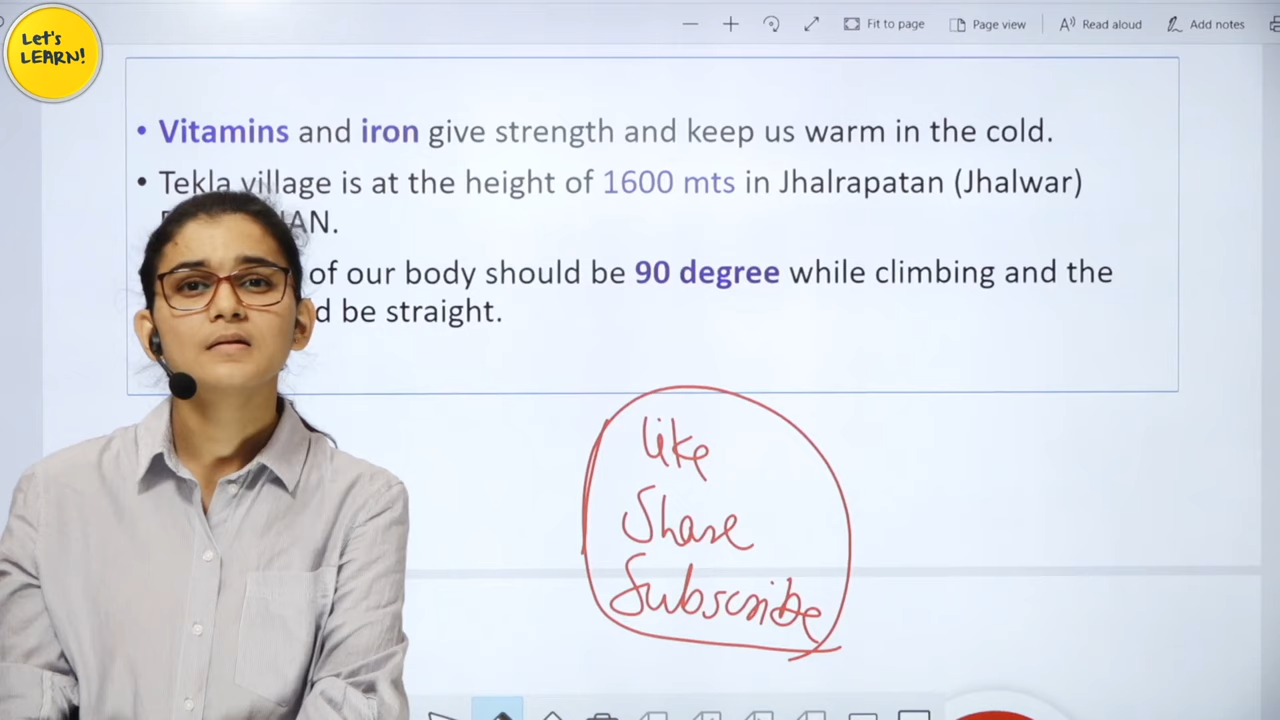 Let's
LEARN!
Fit to page
Page view
Read aloud
Add notes
• Vitamins and iron give strength and keep us warm in the cold.
• Tekla village is at the height of 1600 mts in Jhalrapatan (Jhalwar)
AN.
of our body should be 90 degree while climbing and the
d be straight.
like
Share
Subscribe